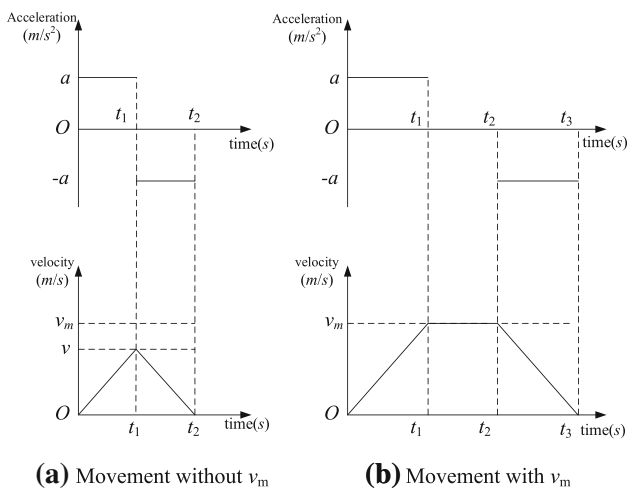 Acceleration
(m/s²)
a
t₁
t₂
O
time(s)
-a
velocity
(m/s)
vₘ
v
O
t₁
t₂
time(s)
(a) Movement without vₘ
Acceleration
(m/s²)
a
t₁
t₂
t₃
O
time(s)
-a
velocity
(m/s)
vₘ
O
t₁
t₂
t₃
time(s)
(b) Movement with vₘ